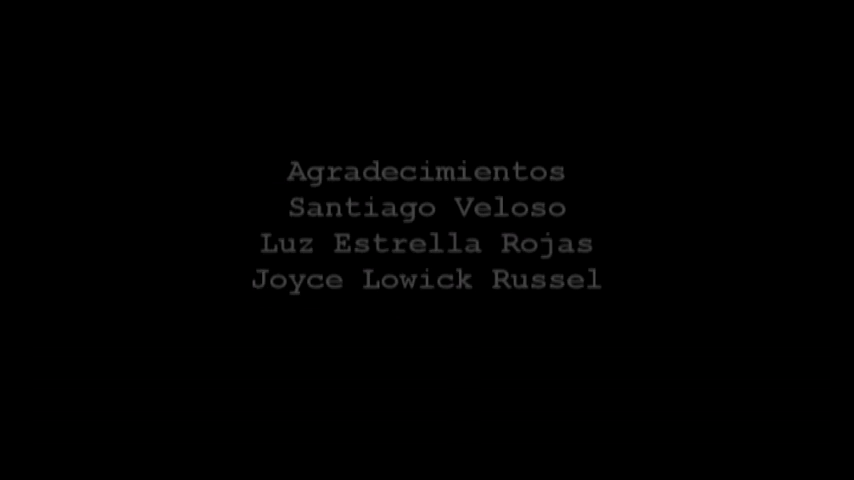 Agradecimientos
Santiago Veloso
Luz Estrella Rojas
Joyce Lowick Russel